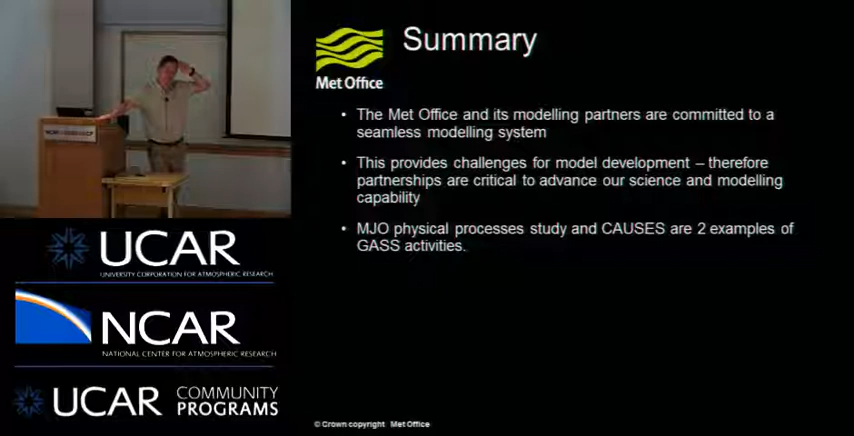 Summary
Met Office
• The Met Office and its modelling partners are committed to a
seamless modelling system
• This provides challenges for model development – therefore
partnerships are critical to advance our science and modelling
capability
• MJO physical processes study and CAUSES are 2 examples of
GASS activities.
UCAR
UNIVERSITY CORPORATION FOR ATMOSPHERIC RESEARCH
NCAR
NATIONAL CENTER FOR ATMOSPHERIC RESEARCH
UCAR COMMUNITY
PROGRAMS
© Crown copyright Met Office